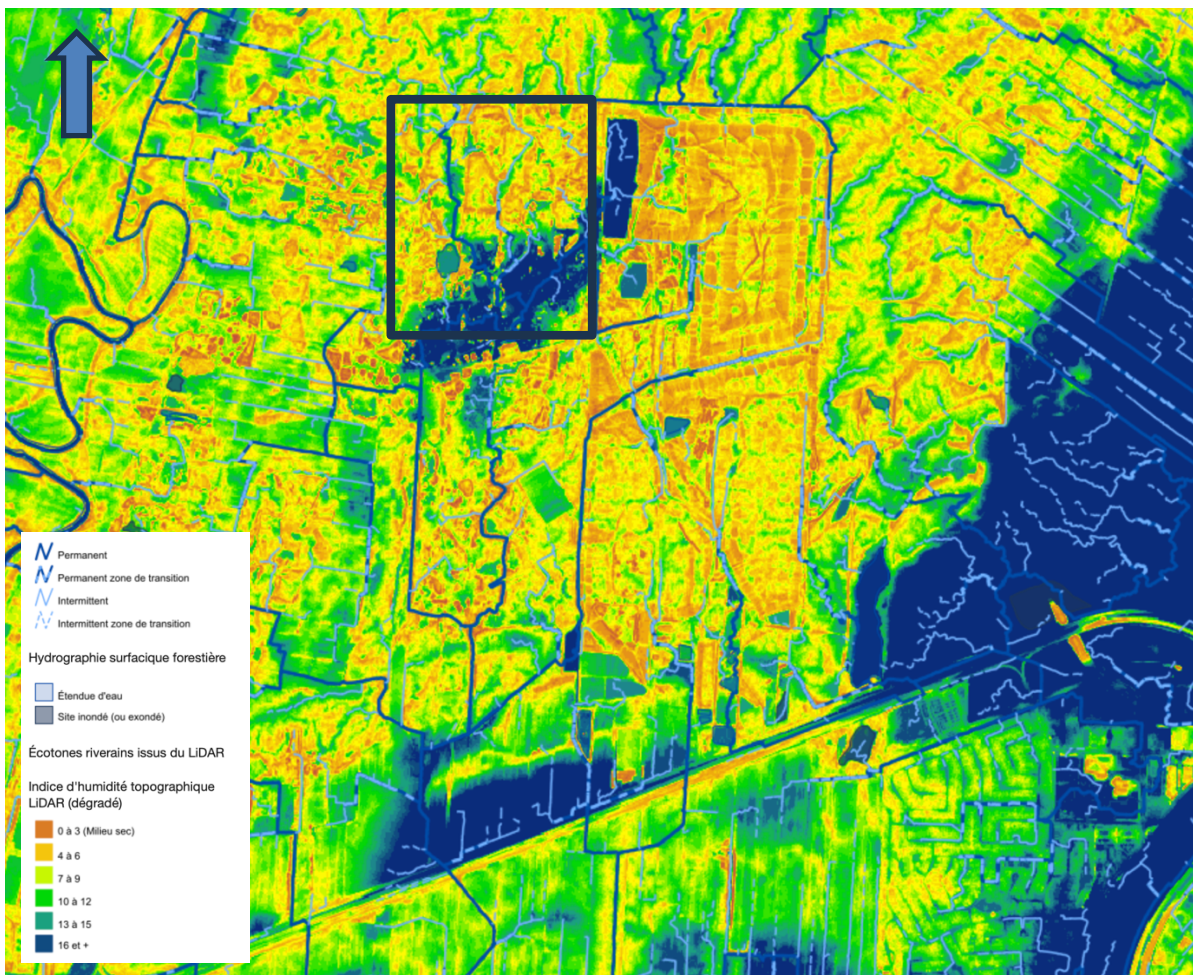 Permanent
Permanent zone de transition
Intermittent
Intermittent zone de transition
Hydrographie surfacique forestière
Étendue d'eau
Site inondé (ou exondé)
Écotones riverains issus du LiDAR
Indice d'humidité topographique
LiDAR (dégradé)
0 à 3 (Milieu sec)
4 à 6
7 à 9
10 à 12
13 à 15
16 et +